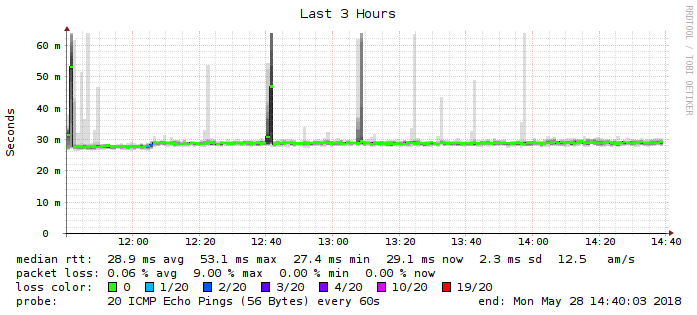 Last 3 Hours
RRDTOOL / TOBI OETIKER
Seconds
60 m
50 m
40 m
30 m
20 m
10 m
0
12:00 12:20 12:40 13:00 13:20 13:40 14:00 14:20 14:40
median rtt: 28.9 ms avg 53.1 ms max 27.4 ms min 29.1 ms now 2.3 ms sd 12.5 am/s
packet loss: 0.06 % avg 9.00 % max 0.00 % min 0.00 % now
loss color: 0 1/20 2/20 3/20 4/20 10/20 19/20
probe: 20 ICMP Echo Pings (56 Bytes) every 60s end: Mon May 28 14:40:03 2018